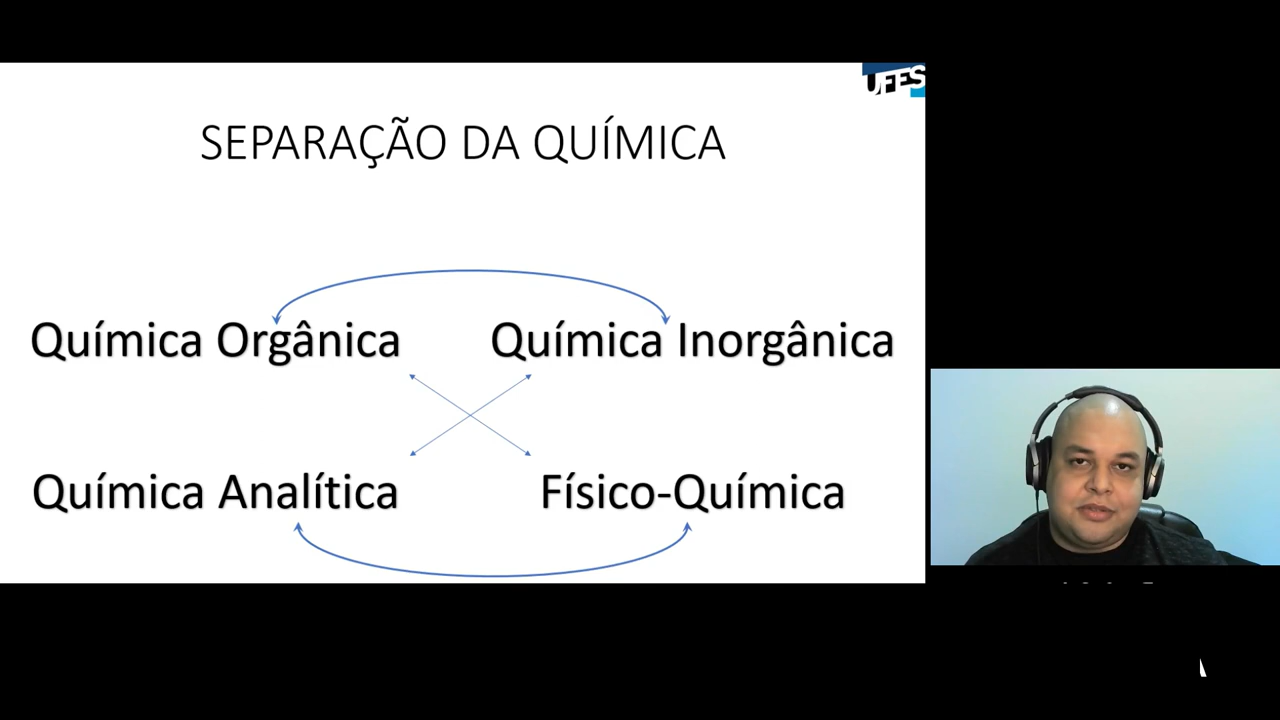 UFES
SEPARAÇÃO DA QUÍMICA
Química Orgânica
Química Inorgânica
Química Analítica
Físico-Química